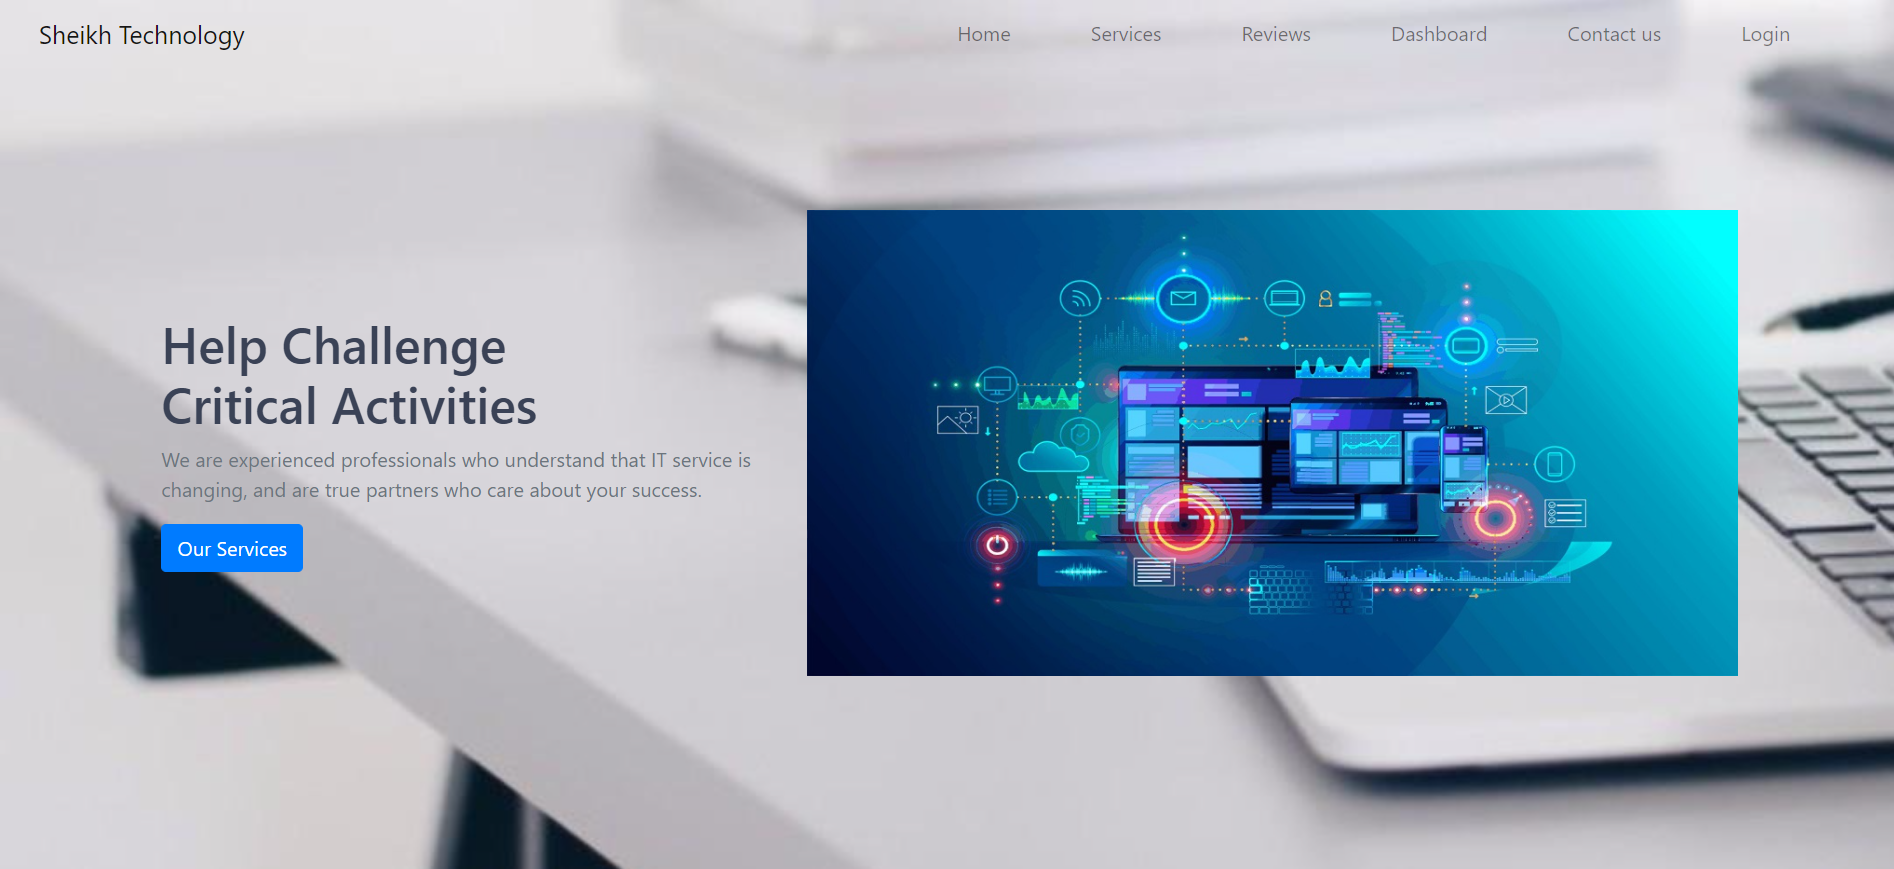 Sheikh Technology
Home Services Reviews Dashboard Contact us Login
Help Challenge
Critical Activities
We are experienced professionals who understand that IT service is
changing, and are true partners who care about your success.
Our Services